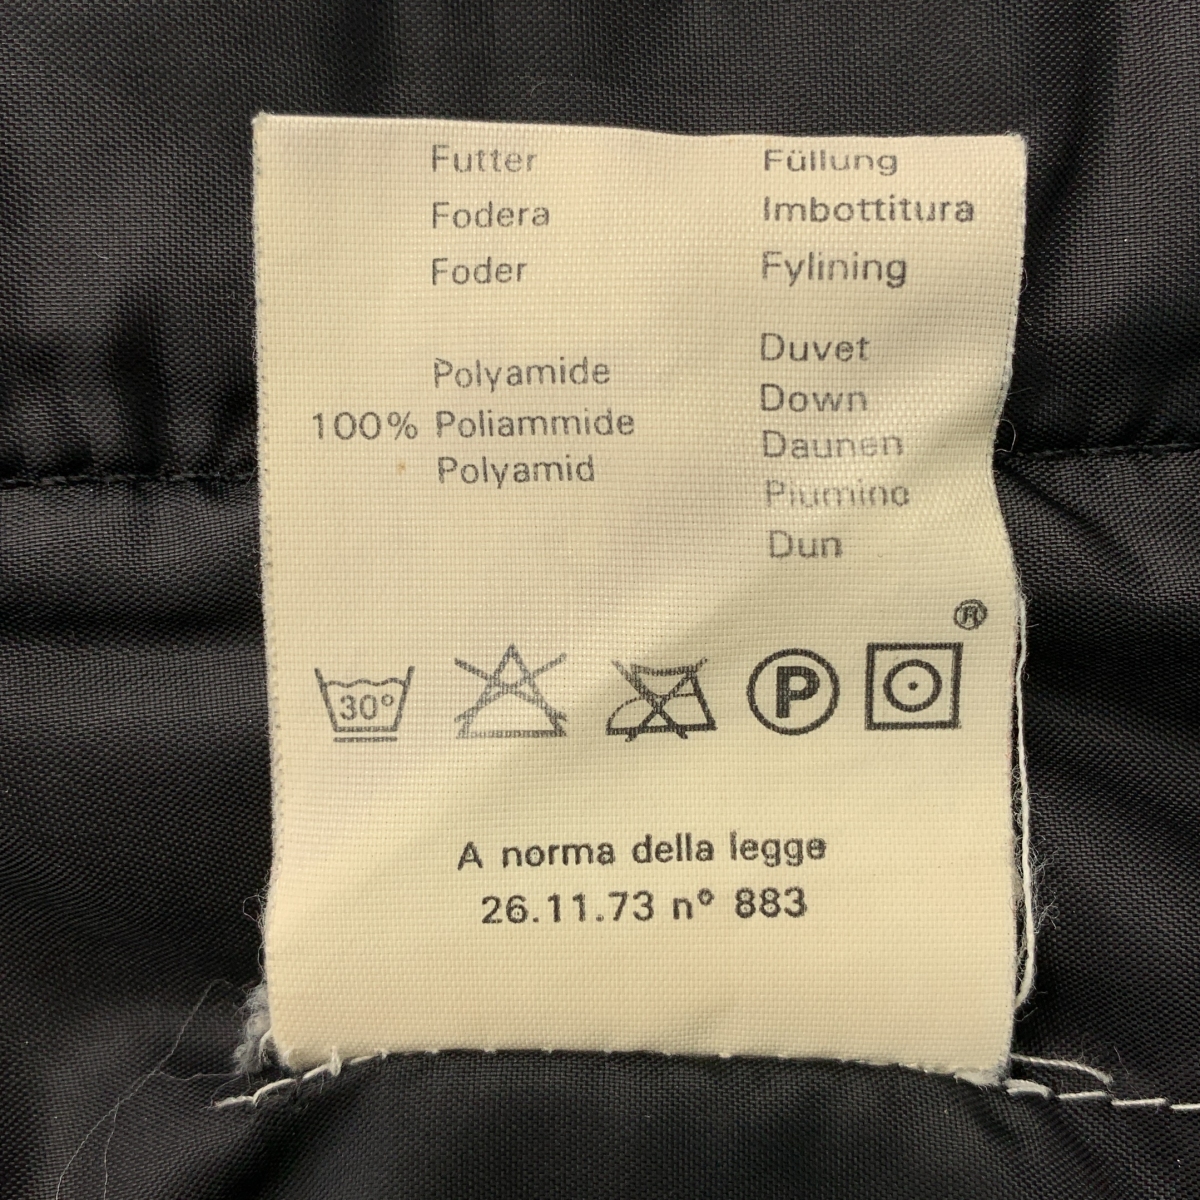 Futter
Fodera
Foder
Polyamide
100% Poliammide
Polyamid
Füllung
Imbottitura
Fylining
Duvet
Down
Daunen
Piumino
Dun
®
30° P
A norma della legge
26.11.73 n° 883